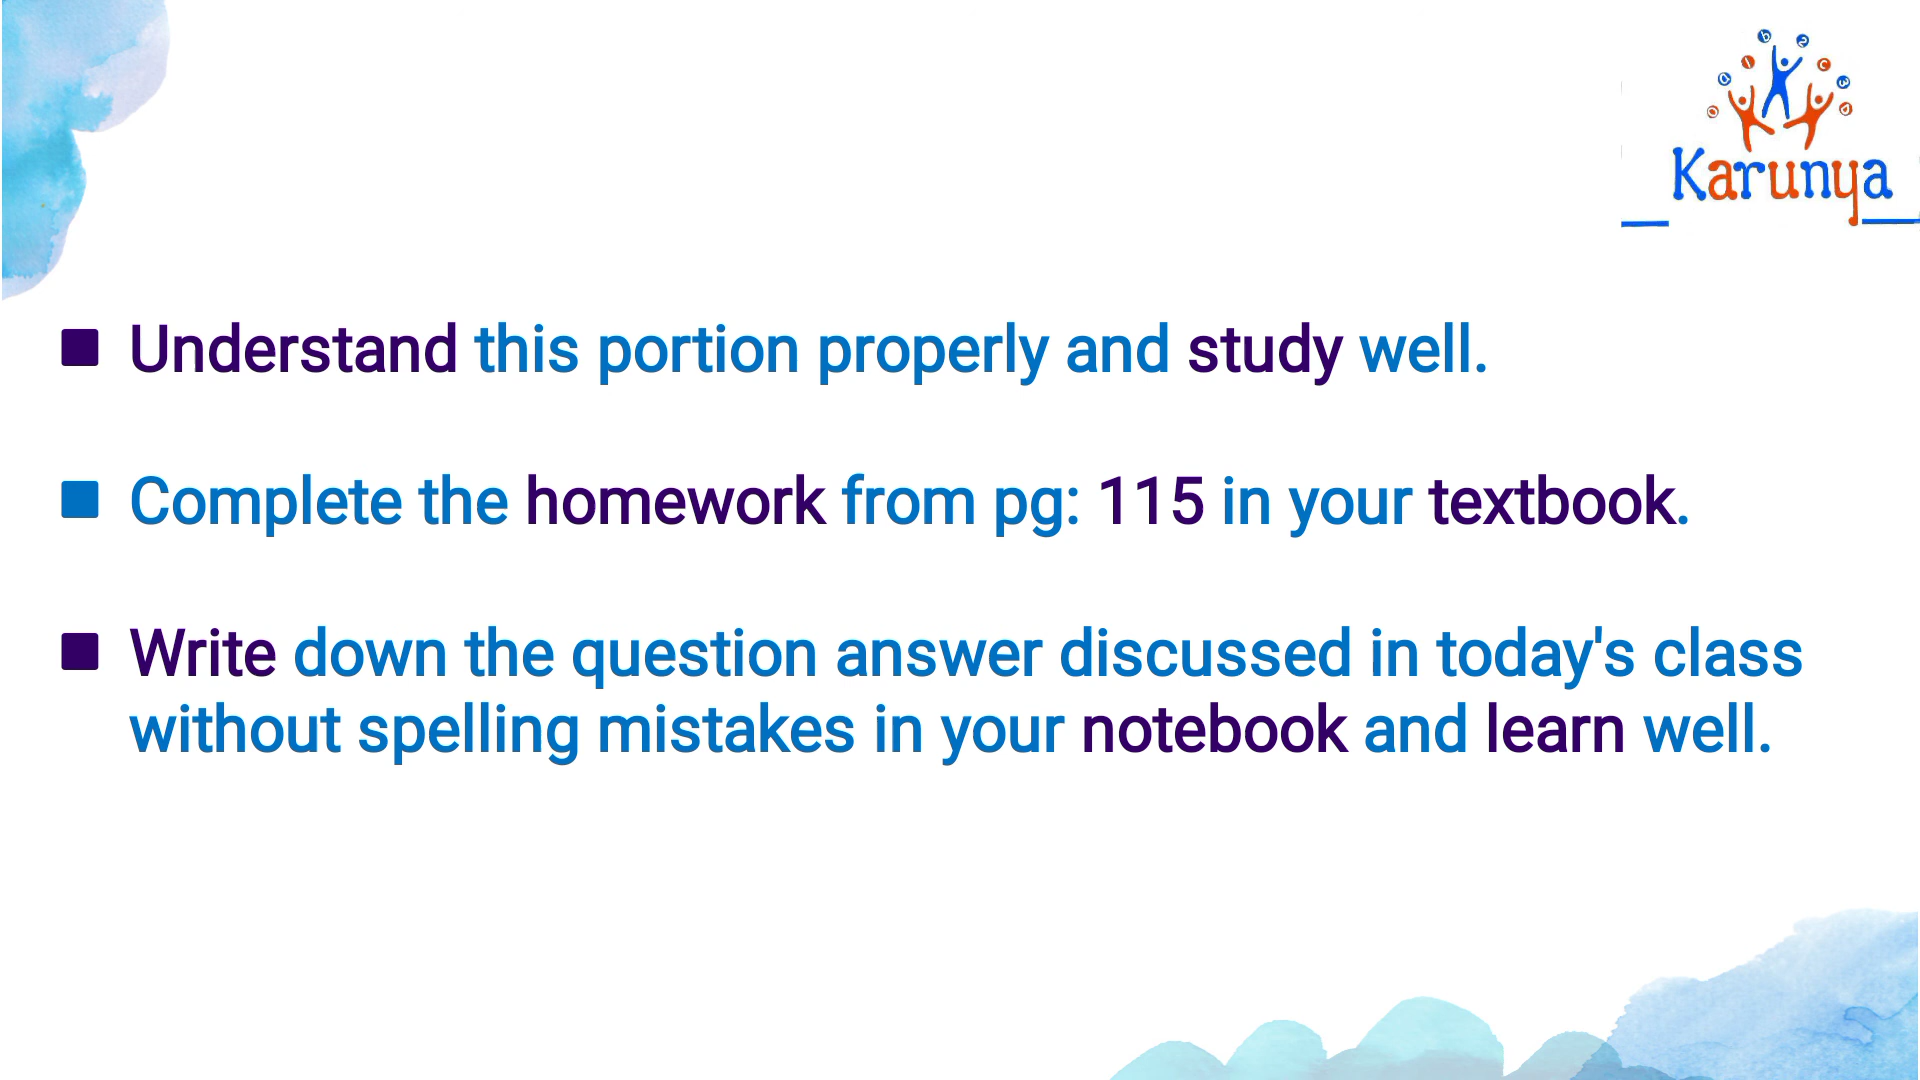 Karunya
Understand this portion properly and study well.
Complete the homework from pg: 115 in your textbook.
Write down the question answer discussed in today's class
without spelling mistakes in your notebook and learn well.